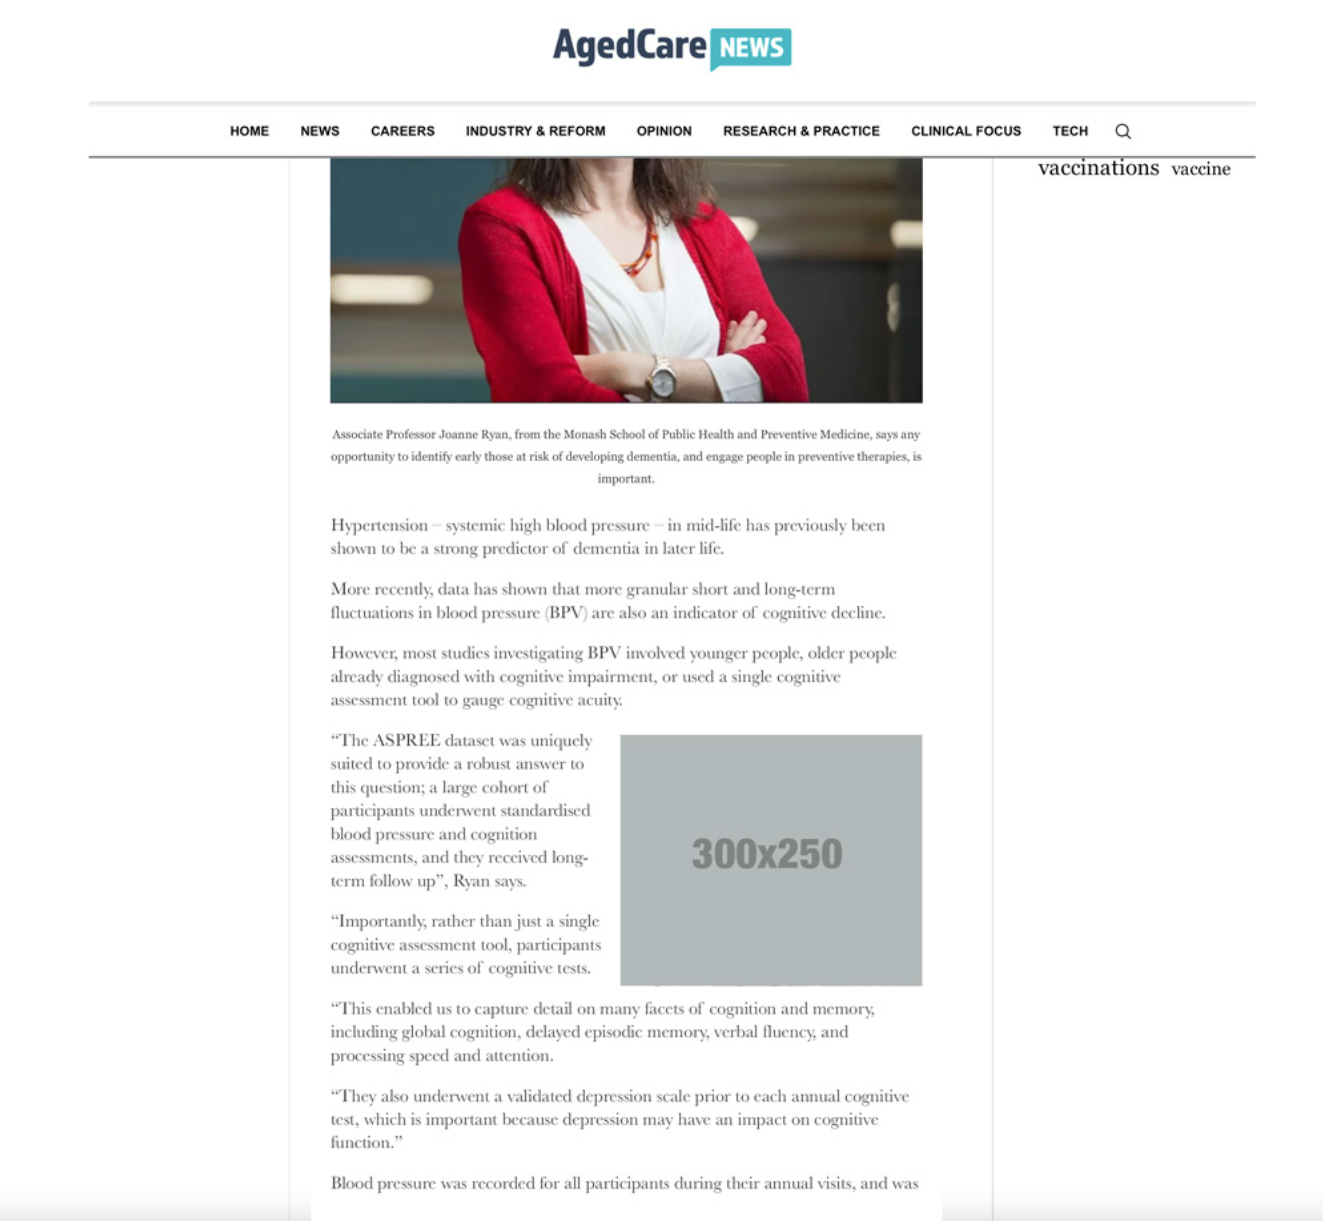 AgedCare NEWS
HOME NEWS CAREERS INDUSTRY & REFORM OPINION RESEARCH & PRACTICE CLINICAL FOCUS TECH
vaccinations vaccine
Associate Professor Joanne Ryan, from the Monash School of Public Health and Preventive Medicine, says any
opportunity to identify early those at risk of developing dementia, and engage people in preventive therapies, is
important.
Hypertension – systemic high blood pressure – in mid-life has previously been
shown to be a strong predictor of dementia in later life.
More recently, data has shown that more granular short and long-term
fluctuations in blood pressure (BPV) are also an indicator of cognitive decline.
However, most studies investigating BPV involved younger people, older people
already diagnosed with cognitive impairment, or used a single cognitive
assessment tool to gauge cognitive acuity.
“The ASPREE dataset was uniquely
suited to provide a robust answer to
this question; a large cohort of
participants underwent standardised
blood pressure and cognition
assessments, and they received long-
term follow up”, Ryan says.
300x250
“Importantly, rather than just a single
cognitive assessment tool, participants
underwent a series of cognitive tests.
“This enabled us to capture detail on many facets of cognition and memory,
including global cognition, delayed episodic memory, verbal fluency, and
processing speed and attention.
“They also underwent a validated depression scale prior to each annual cognitive
test, which is important because depression may have an impact on cognitive
function.”
Blood pressure was recorded for all participants during their annual visits, and was